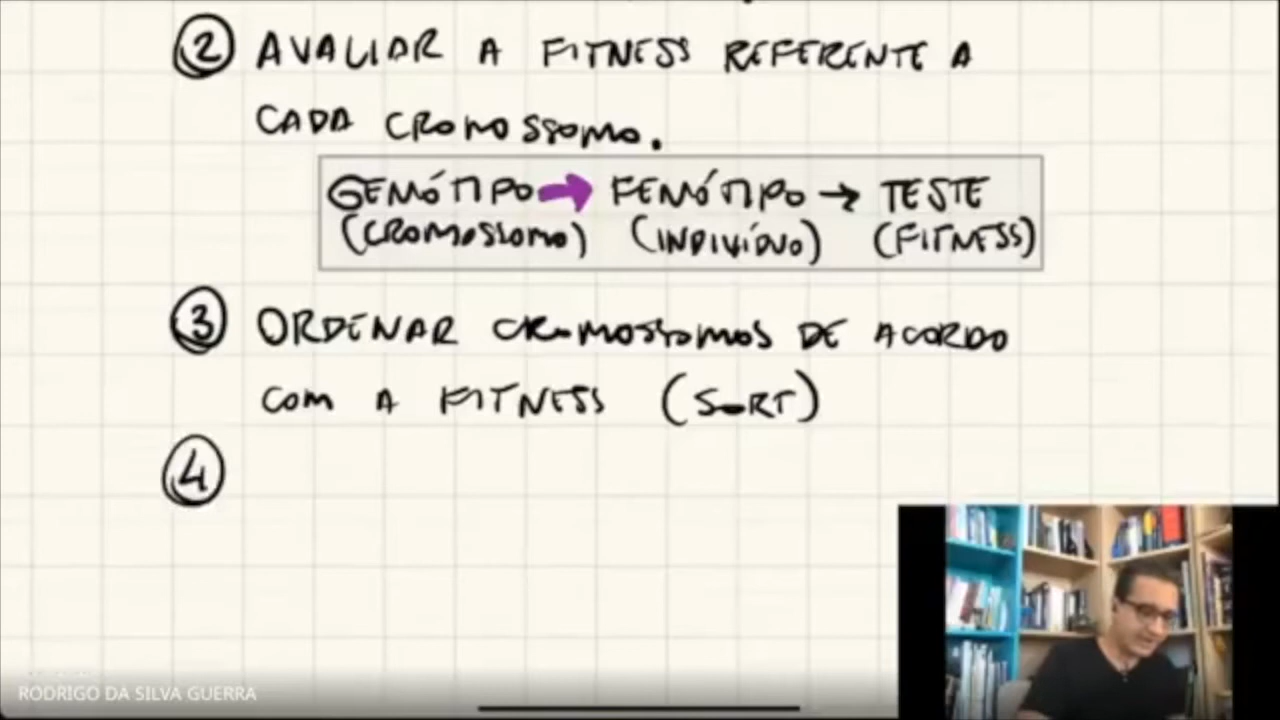 ② AVALIAR A FITNESS REFERENTE A
CADA CROMOSSOMO.
GENÓTIPO → FENÓTIPO → TESTE
(CROMOSSOMO) (INDIVÍDUO) (FITNESS)
③ ORDENAR CROMOSSOMOS DE ACORDO
COM A FITNESS (SORT)
④
RODRIGO DA SILVA GUERRA